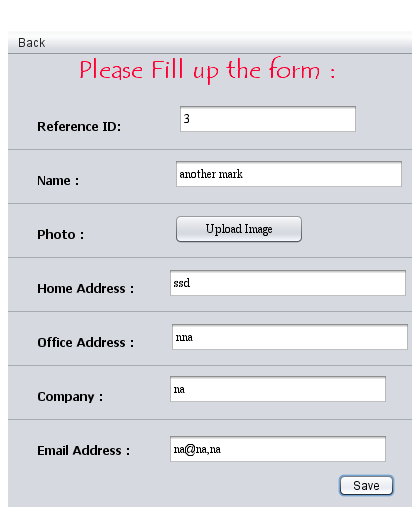 Back
Please Fill up the form :
Reference ID: 3
Name : another mark
Photo : Upload Image
Home Address : ssd
Office Address : nna
Company : na
Email Address : na@na.na
Save